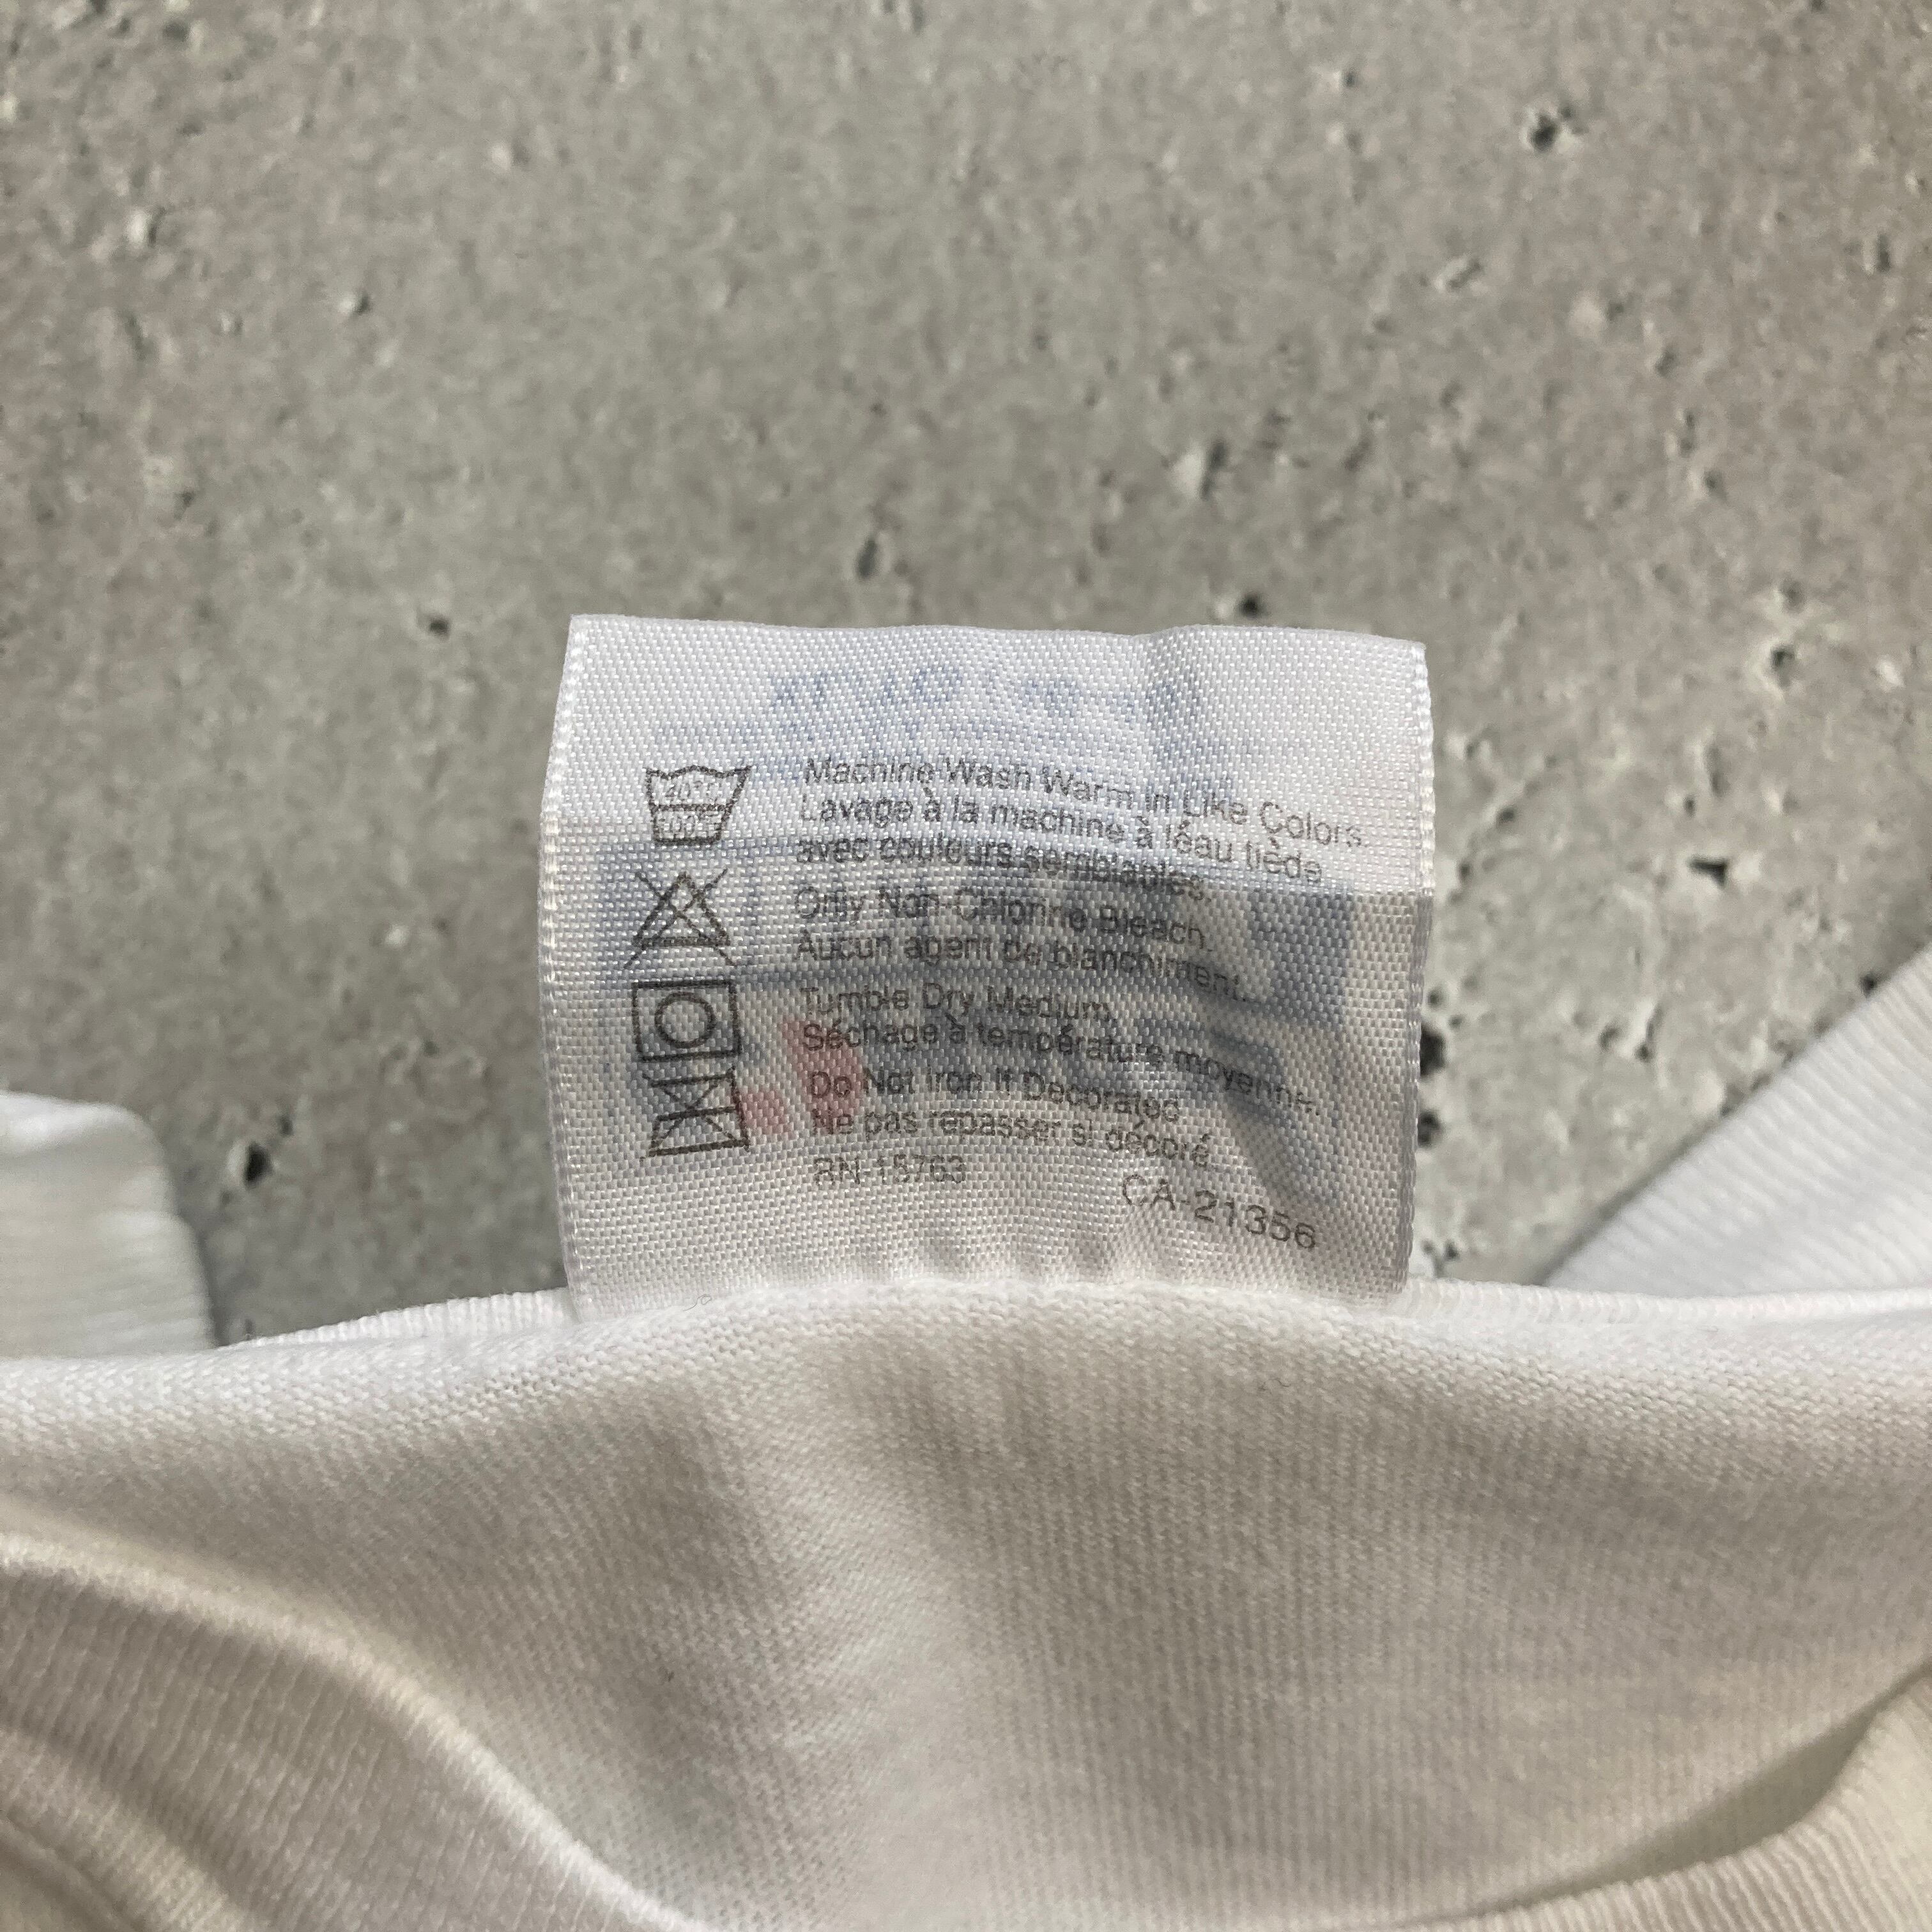 Machine Wash Warm in Like Colors
Lavage à la machine à léau tiède
avec couleurs semblables.
Only Non-Chlorine Bleach.
Aucun agent de blanchiment.
Tumble Dry Medium.
Séchage à température moyenne.
Do Not Iron If Decorated
Ne pas repasser si décoré
RN 15763
CA-21356